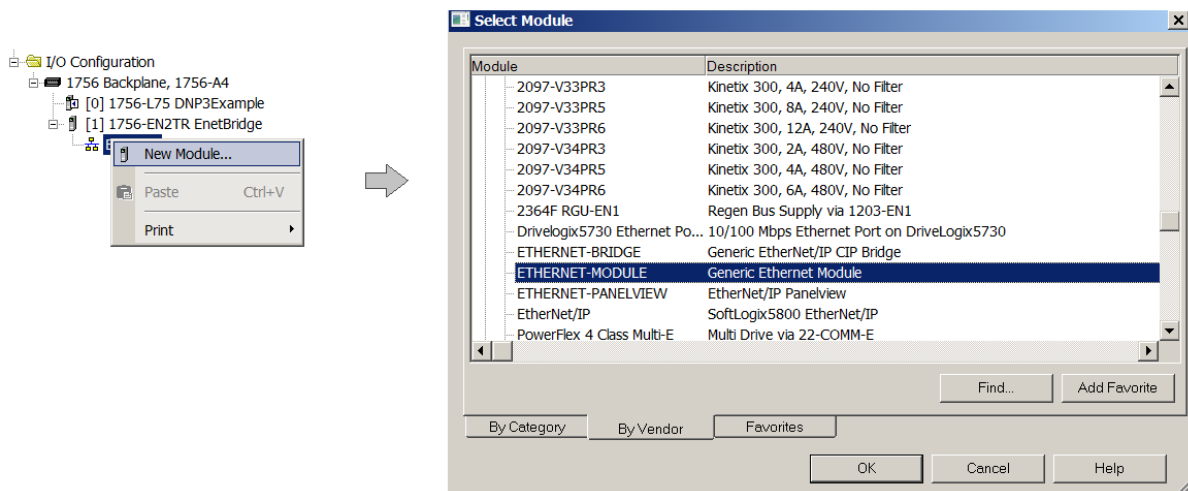 I/O Configuration
1756 Backplane, 1756-A4
[0] 1756-L75 DNP3Example
[1] 1756-EN2TR EnetBridge
New Module...
Paste Ctrl+V
Print
Select Module
Module Description
2097-V33PR3 Kinetix 300, 4A, 240V, No Filter
2097-V33PR5 Kinetix 300, 8A, 240V, No Filter
2097-V33PR6 Kinetix 300, 12A, 240V, No Filter
2097-V34PR3 Kinetix 300, 2A, 480V, No Filter
2097-V34PR5 Kinetix 300, 4A, 480V, No Filter
2097-V34PR6 Kinetix 300, 6A, 480V, No Filter
2364F RGU-EN1 Regen Bus Supply via 1203-EN1
Drivelogix5730 Ethernet Po... 10/100 Mbps Ethernet Port on DriveLogix5730
ETHERNET-BRIDGE Generic EtherNet/IP CIP Bridge
ETHERNET-MODULE Generic Ethernet Module
ETHERNET-PANELVIEW EtherNet/IP Panelview
EtherNet/IP SoftLogix5800 EtherNet/IP
PowerFlex 4 Class Multi-E Multi Drive via 22-COMM-E
Find... Add Favorite
By Category By Vendor Favorites
OK Cancel Help